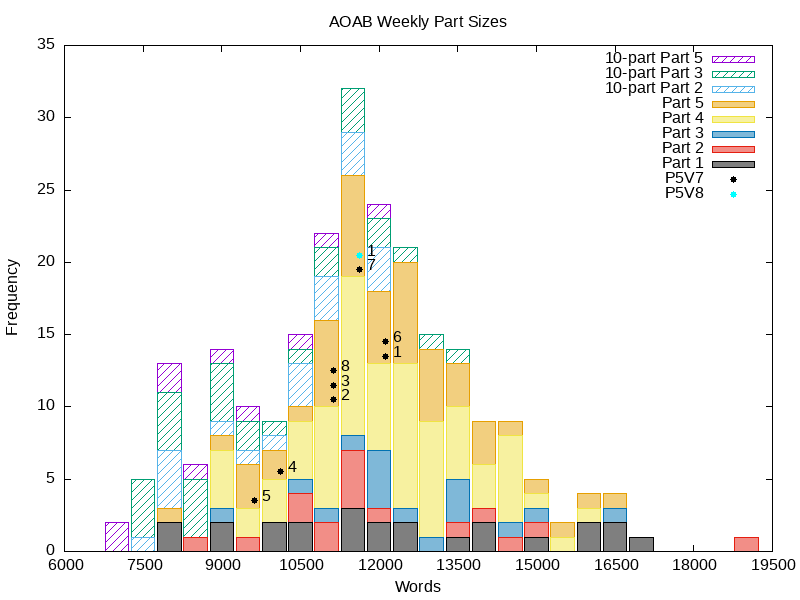 AOAB Weekly Part Sizes
35
30
25
20
15
10
5
0
Frequency
10-part Part 5
10-part Part 3
10-part Part 2
Part 5
Part 4
Part 3
Part 2
Part 1
P5V7
P5V8
1
7
6
1
8
3
2
4
5
6000 7500 9000 10500 12000 13500 15000 16500 18000 19500
Words